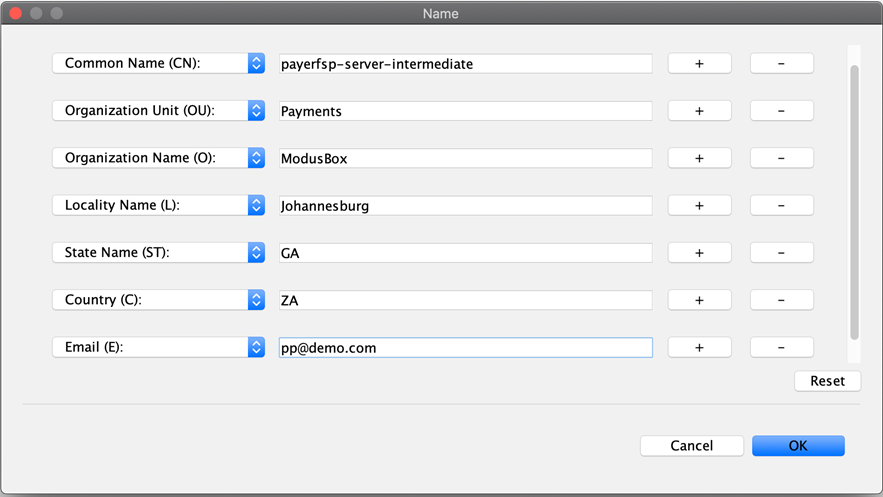 Name
Common Name (CN): payerfsp-server-intermediate + -
Organization Unit (OU): Payments + -
Organization Name (O): ModusBox + -
Locality Name (L): Johannesburg + -
State Name (ST): GA + -
Country (C): ZA + -
Email (E): pp@demo.com + -
Reset
Cancel OK